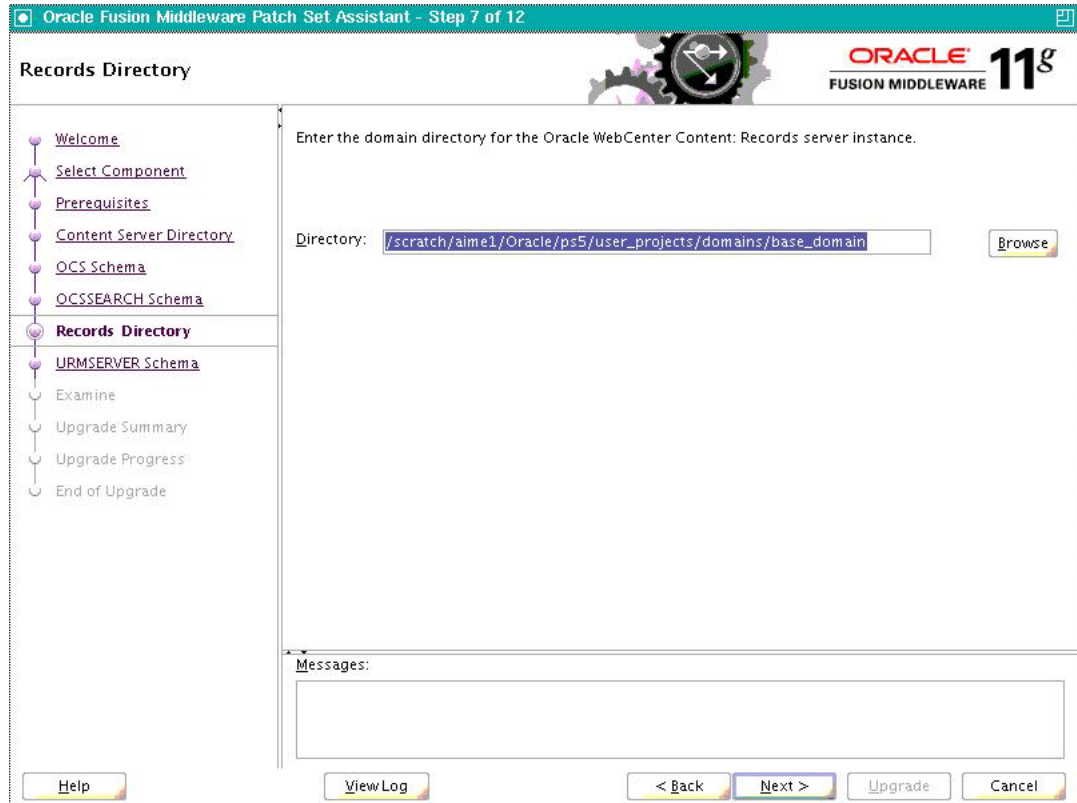 Oracle Fusion Middleware Patch Set Assistant - Step 7 of 12
Records Directory
ORACLE
FUSION MIDDLEWARE
11g
Welcome
Select Component
Prerequisites
Content Server Directory
OCS Schema
OCSSEARCH Schema
Records Directory
URMSERVER Schema
Examine
Upgrade Summary
Upgrade Progress
End of Upgrade
Enter the domain directory for the Oracle WebCenter Content: Records server instance.
Directory: /scratch/aime1/Oracle/ps5/user_projects/domains/base_domain Browse
Messages:
Help View Log < Back Next > Upgrade Cancel